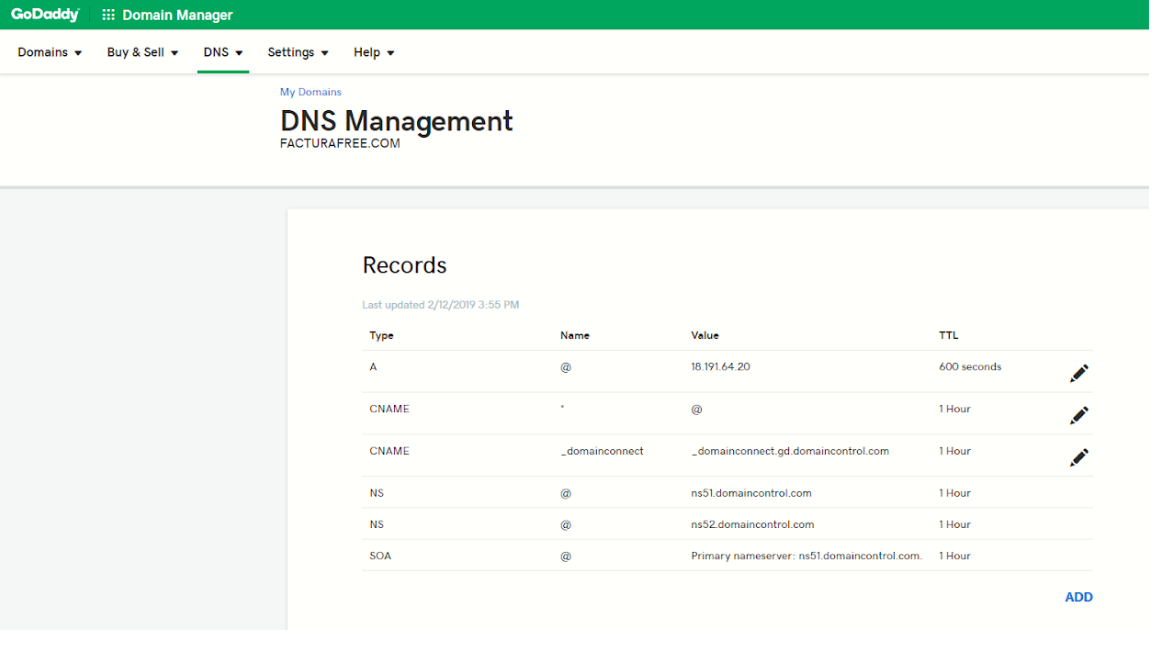 GoDaddy Domain Manager
Domains Buy & Sell DNS Settings Help
My Domains
DNS Management
FACTURAFREE.COM
Records
Last updated 2/12/2019 3:55 PM
Type Name Value TTL
A @ 18.191.64.20 600 seconds
CNAME * @ 1 Hour
CNAME _domainconnect _domainconnect.gd.domaincontrol.com 1 Hour
NS @ ns51.domaincontrol.com 1 Hour
NS @ ns52.domaincontrol.com 1 Hour
SOA @ Primary nameserver: ns51.domaincontrol.com. 1 Hour
ADD